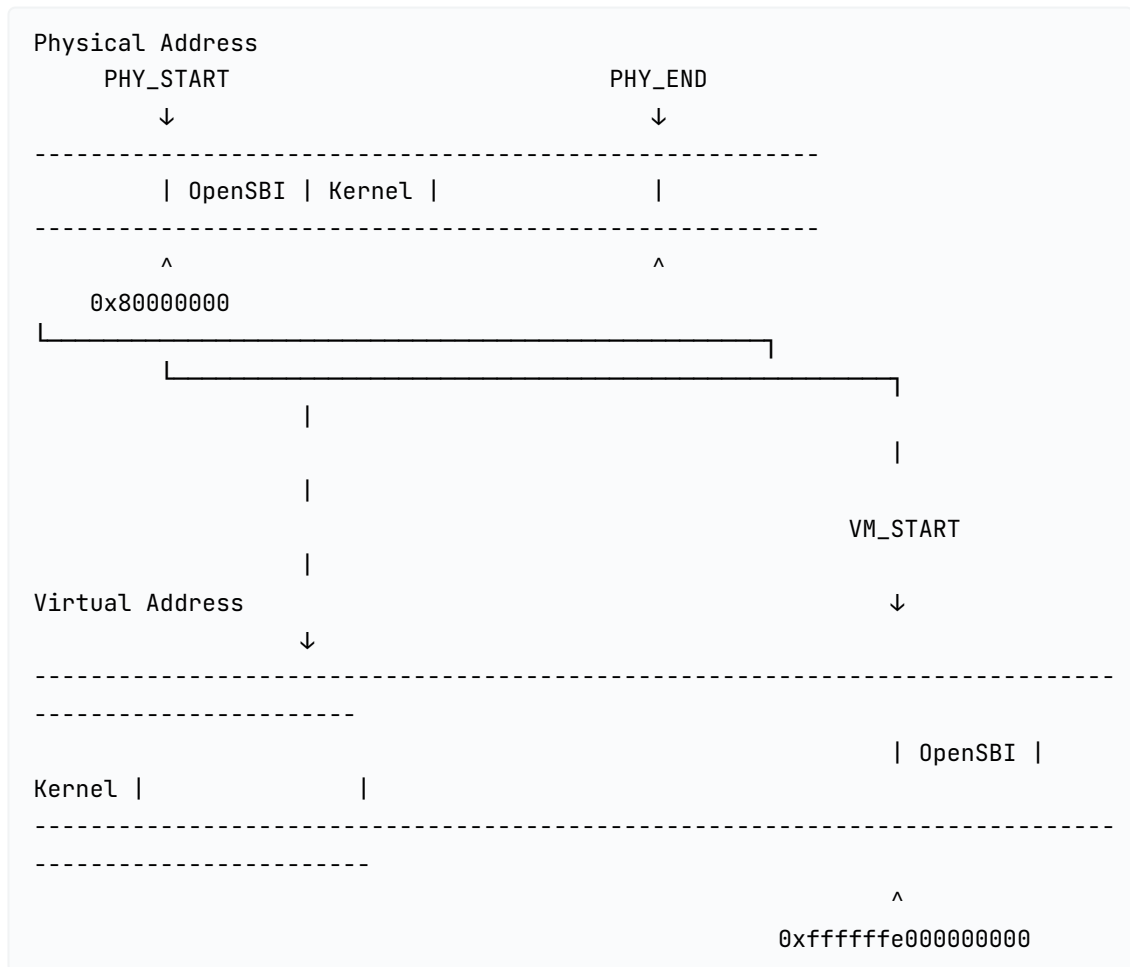 Physical Address
     PHY_START                           PHY_END
         ↓                                  ↓
--------------------------------------------------------
         | OpenSBI | Kernel |               |
--------------------------------------------------------
         ^                                  ^
    0x80000000
└───────────────────────────────────────────────────┐
         └───────────────────────────────────────────────────┐
                   |
                                                             |
                   |
                                                          VM_START
                   |
Virtual Address                                              ↓
                   ↓
-----------------------------------------------------------------------------
-----------------------
                                                             | OpenSBI |
Kernel |               |
-----------------------------------------------------------------------------
------------------------
                                                             ^
                                                     0xffffffe000000000